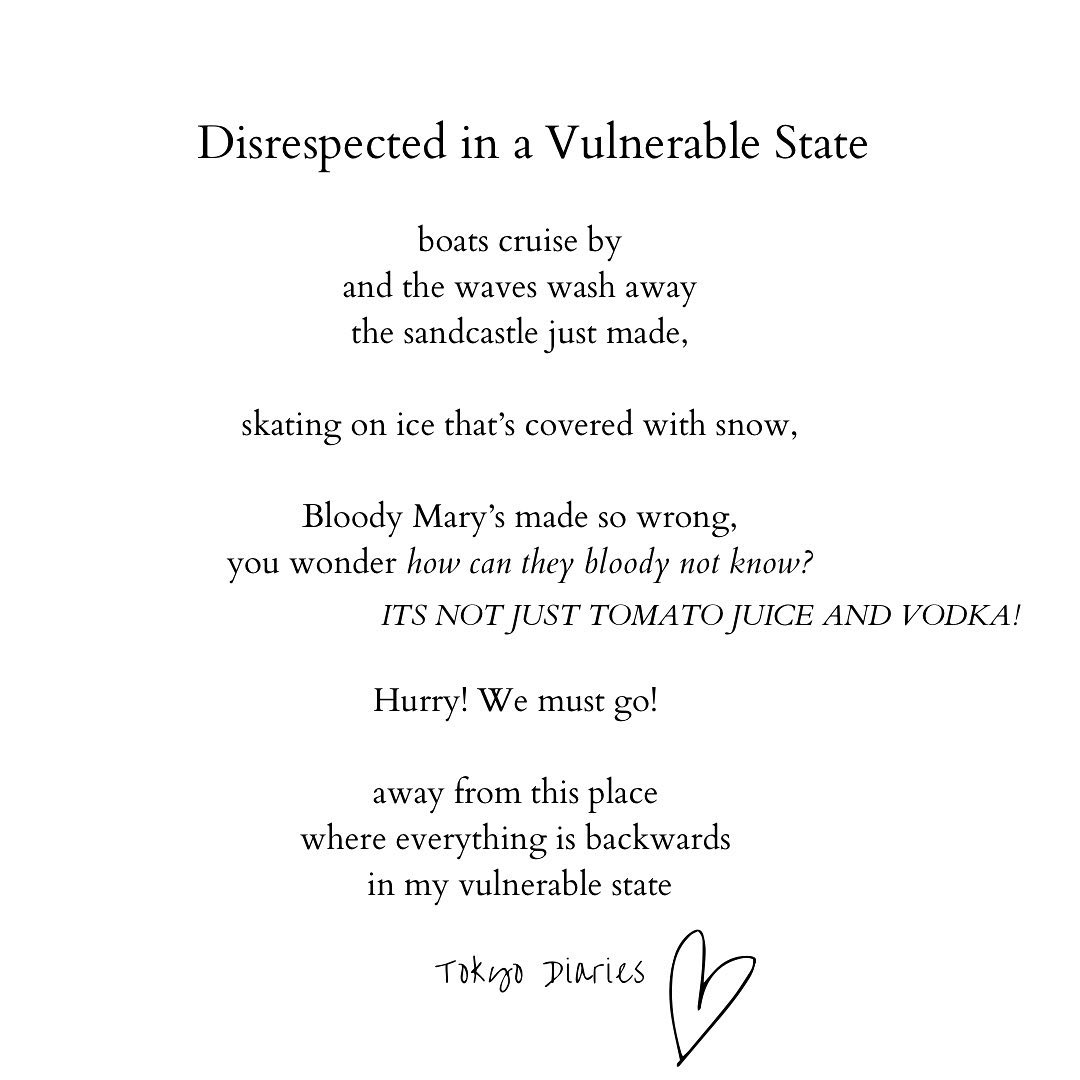 Disrespected in a Vulnerable State
boats cruise by
and the waves wash away
the sandcastle just made,
skating on ice that’s covered with snow,
Bloody Mary’s made so wrong,
you wonder how can they bloody not know?
ITS NOT JUST TOMATO JUICE AND VODKA!
Hurry! We must go!
away from this place
where everything is backwards
in my vulnerable state
Tokyo Diaries